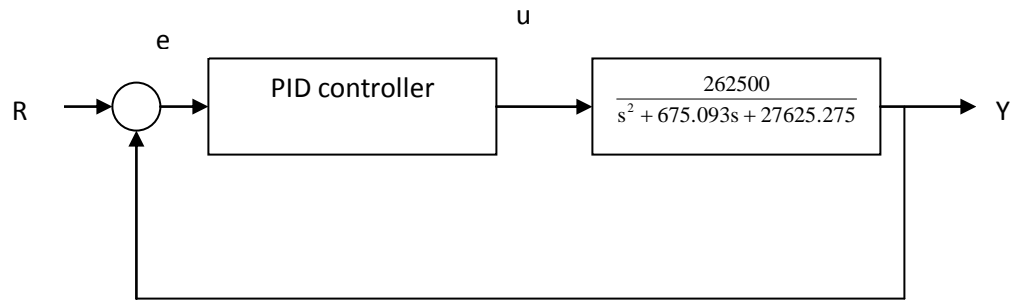 u
e
PID controller
262500
s² + 675.093s + 27625.275
R
Y